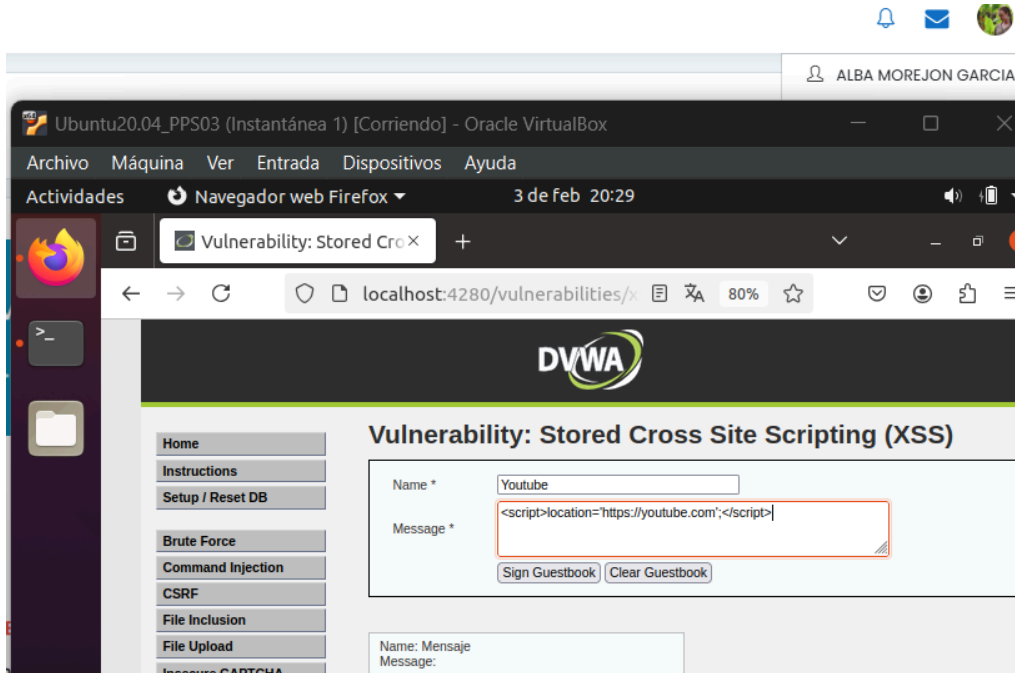 ALBA MOREJON GARCIA
Ubuntu20.04_PPS03 (Instantánea 1) [Corriendo] - Oracle VirtualBox
Archivo Máquina Ver Entrada Dispositivos Ayuda
Actividades Navegador web Firefox 3 de feb 20:29
Vulnerability: Stored Cro
localhost:4280/vulnerabilities/x 80%
DVWA
Vulnerability: Stored Cross Site Scripting (XSS)
Home
Instructions
Setup / Reset DB
Brute Force
Command Injection
CSRF
File Inclusion
File Upload
Insecure CAPTCHA
Name * Youtube
Message * <script>location='https://youtube.com';</script>
Sign Guestbook Clear Guestbook
Name: Mensaje
Message: